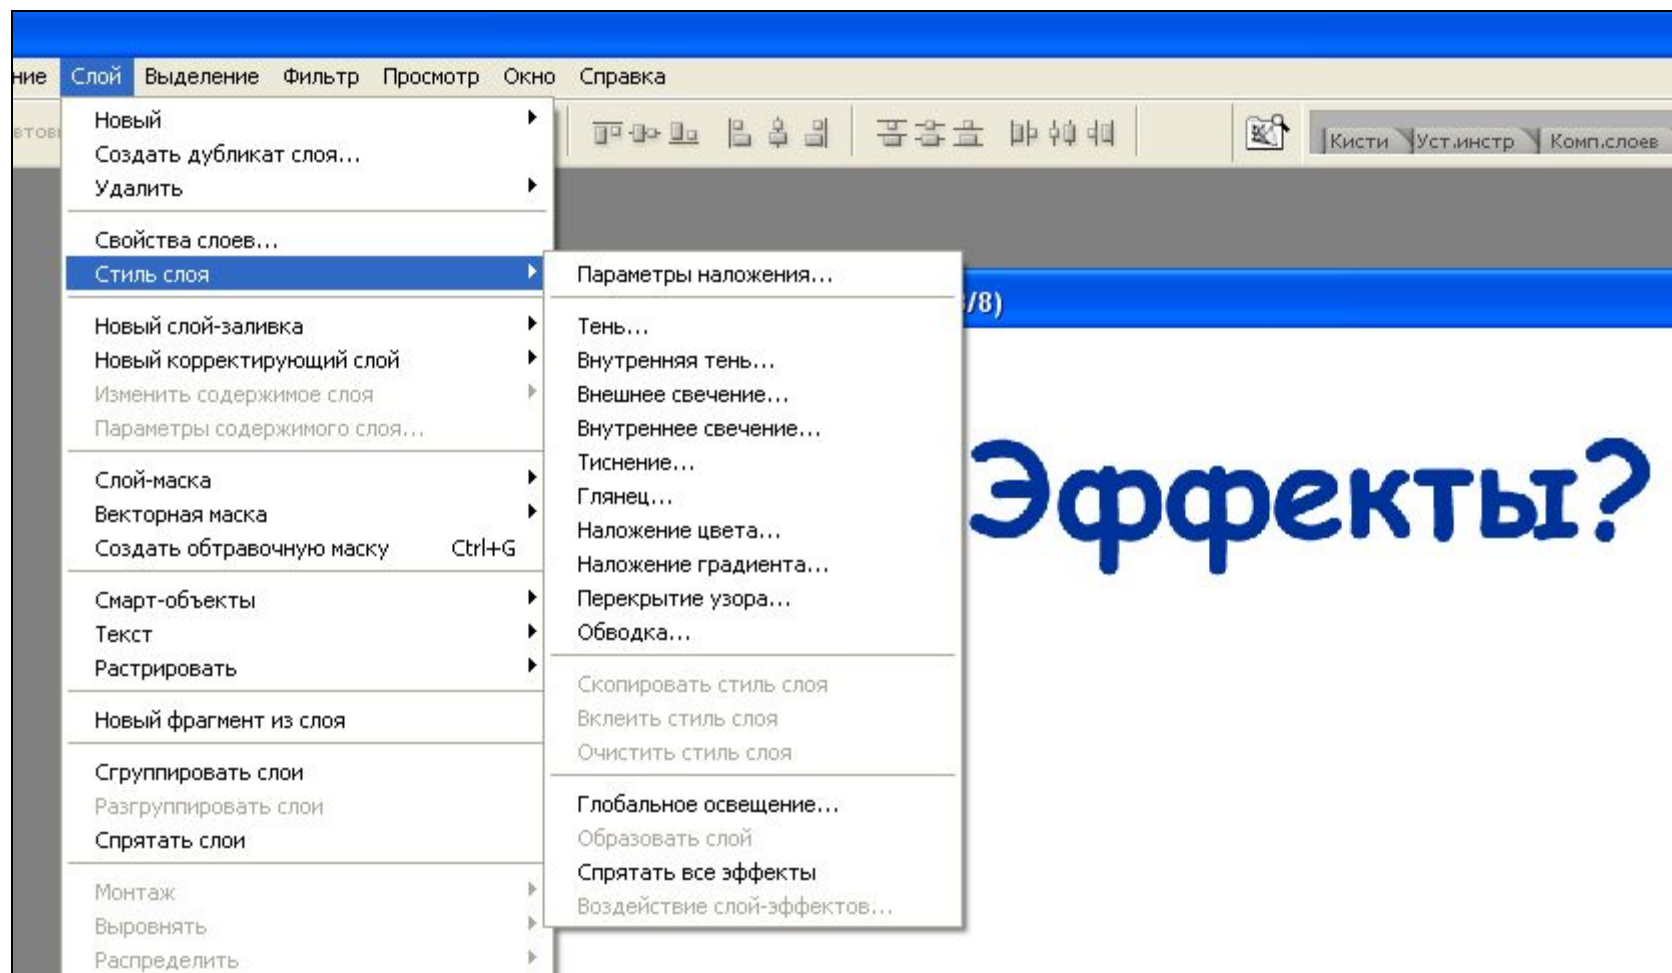 ние Слой Выделение Фильтр Просмотр Окно Справка
Кисти Уст.инстр Комп.слоев
Новый
Создать дубликат слоя...
Удалить
Свойства слоев...
Стиль слоя
Новый слой-заливка
Новый корректирующий слой
Изменить содержимое слоя
Параметры содержимого слоя...
Слой-маска
Векторная маска
Создать обтравочную маску Ctrl+G
Смарт-объекты
Текст
Растрировать
Новый фрагмент из слоя
Сгруппировать слои
Разгруппировать слои
Спрятать слои
Монтаж
Выровнять
Распределить
Параметры наложения...
Тень...
Внутренняя тень...
Внешнее свечение...
Внутреннее свечение...
Тиснение...
Глянец...
Наложение цвета...
Наложение градиента...
Перекрытие узора...
Обводка...
Скопировать стиль слоя
Вклеить стиль слоя
Очистить стиль слоя
Глобальное освещение...
Образовать слой
Спрятать все эффекты
Воздействие слой-эффектов...
/8)
Эффекты?